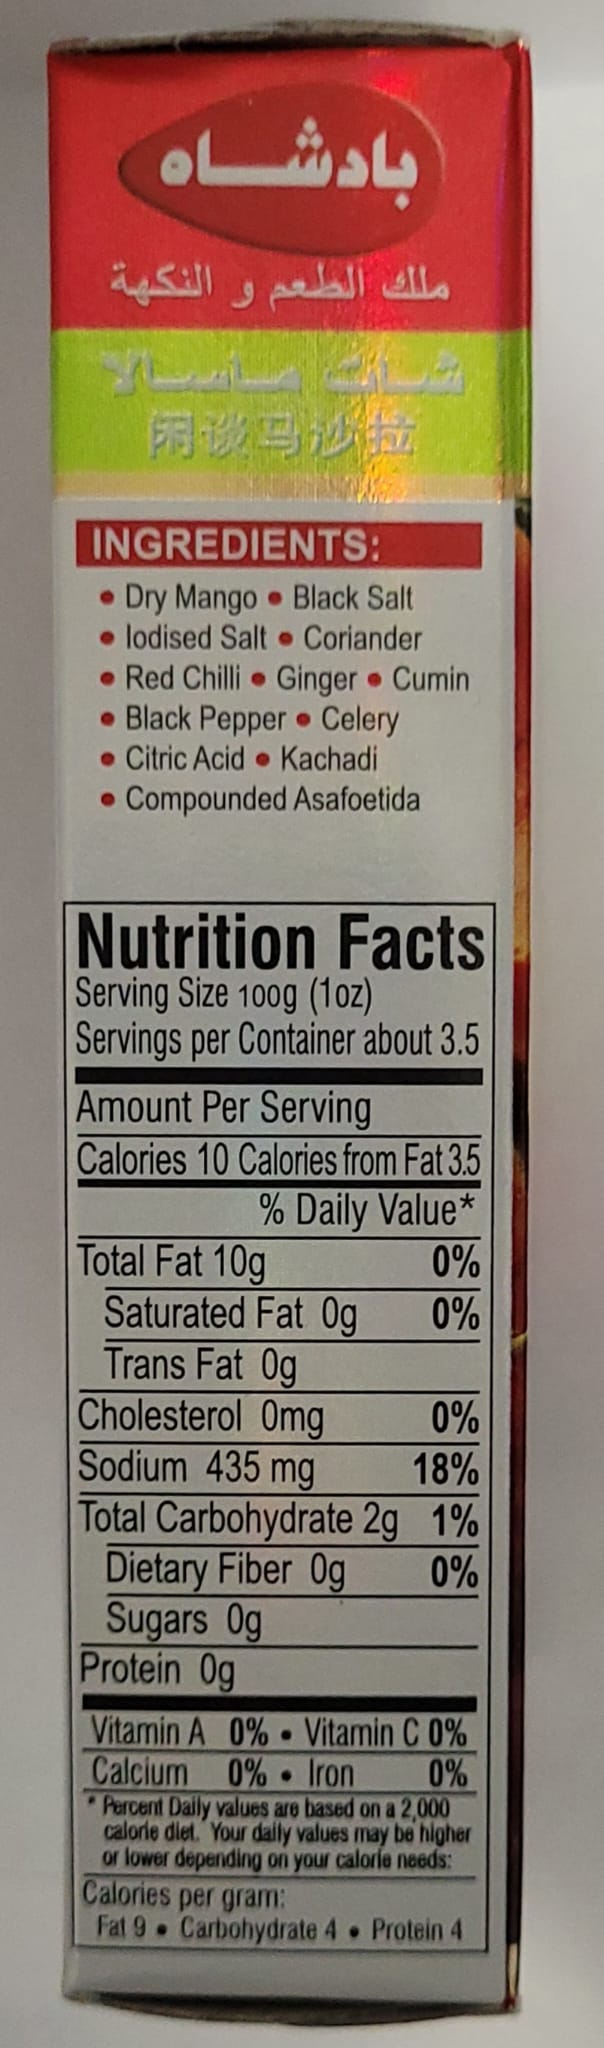 بادشاه
ملك الطعم و النكهة
شات ماسالا
闲谈马沙拉
INGREDIENTS:
• Dry Mango • Black Salt
• Iodised Salt • Coriander
• Red Chilli • Ginger • Cumin
• Black Pepper • Celery
• Citric Acid • Kachadi
• Compounded Asafoetida
Nutrition Facts
Serving Size 100g (1oz)
Servings per Container about 3.5
Amount Per Serving
Calories 10 Calories from Fat 3.5
% Daily Value*
Total Fat 10g 0%
Saturated Fat 0g 0%
Trans Fat 0g
Cholesterol 0mg 0%
Sodium 435 mg 18%
Total Carbohydrate 2g 1%
Dietary Fiber 0g 0%
Sugars 0g
Protein 0g
Vitamin A 0% • Vitamin C 0%
Calcium 0% • Iron 0%
* Percent Daily values are based on a 2,000
calorie diet. Your daily values may be higher
or lower depending on your calorie needs:
Calories per gram:
Fat 9 • Carbohydrate 4 • Protein 4